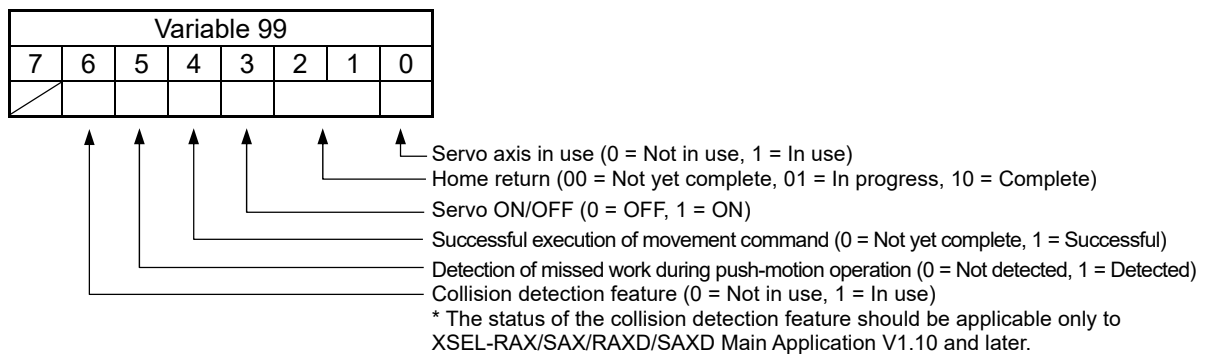 Variable 99
7 6 5 4 3 2 1 0
Servo axis in use (0 = Not in use, 1 = In use)
Home return (00 = Not yet complete, 01 = In progress, 10 = Complete)
Servo ON/OFF (0 = OFF, 1 = ON)
Successful execution of movement command (0 = Not yet complete, 1 = Successful)
Detection of missed work during push-motion operation (0 = Not detected, 1 = Detected)
Collision detection feature (0 = Not in use, 1 = In use)
* The status of the collision detection feature should be applicable only to
XSEL-RAX/SAX/RAXD/SAXD Main Application V1.10 and later.